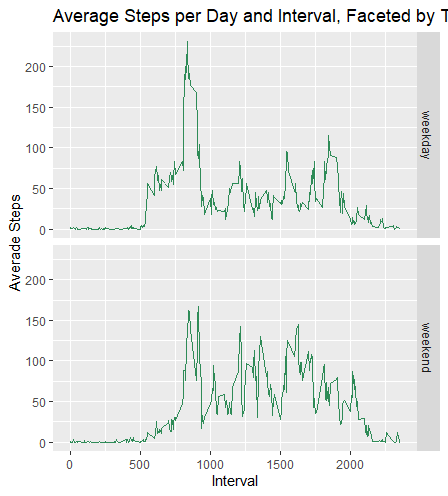 Average Steps per Day and Interval, Faceted by T
200
150
100
50
0
weekday
Averade Steps
200
150
100
50
0
weekend
0 500 1000 1500 2000
Interval